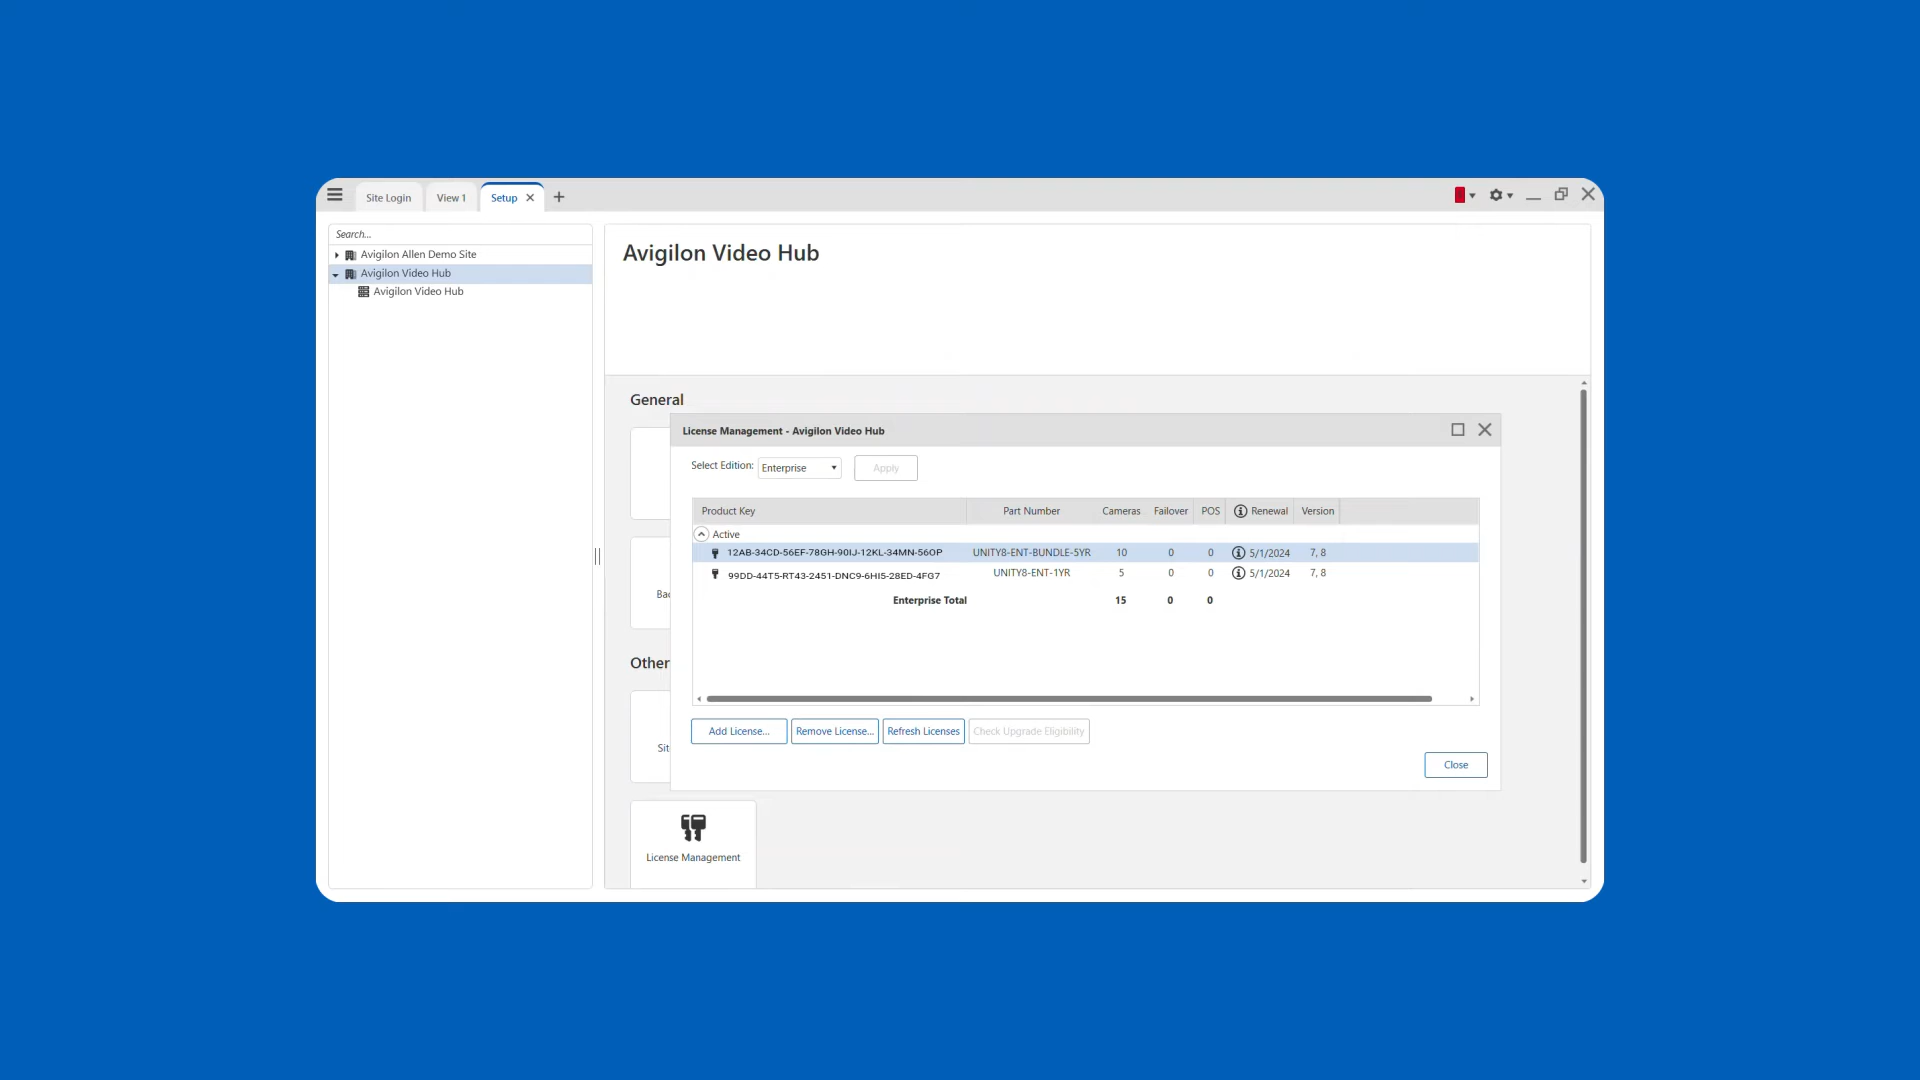 Site Login View 1 Setup
Search...
Avigilon Allen Demo Site
Avigilon Video Hub
Avigilon Video Hub
Avigilon Video Hub
General
License Management - Avigilon Video Hub
Select Edition: Enterprise Apply
Product Key Part Number Cameras Failover POS Renewal Version
Active
12AB-34CD-56EF-78GH-90IJ-12KL-34MN-56OP UNITY8-ENT-BUNDLE-5YR 10 0 0 5/1/2024 7, 8
99DD-44T5-RT43-2451-DNC9-6HI5-28ED-4FG7 UNITY8-ENT-1YR 5 0 0 5/1/2024 7, 8
Enterprise Total 15 0 0
Bac
Other
Sit
Add License... Remove License... Refresh Licenses Check Upgrade Eligibility
Close
License Management